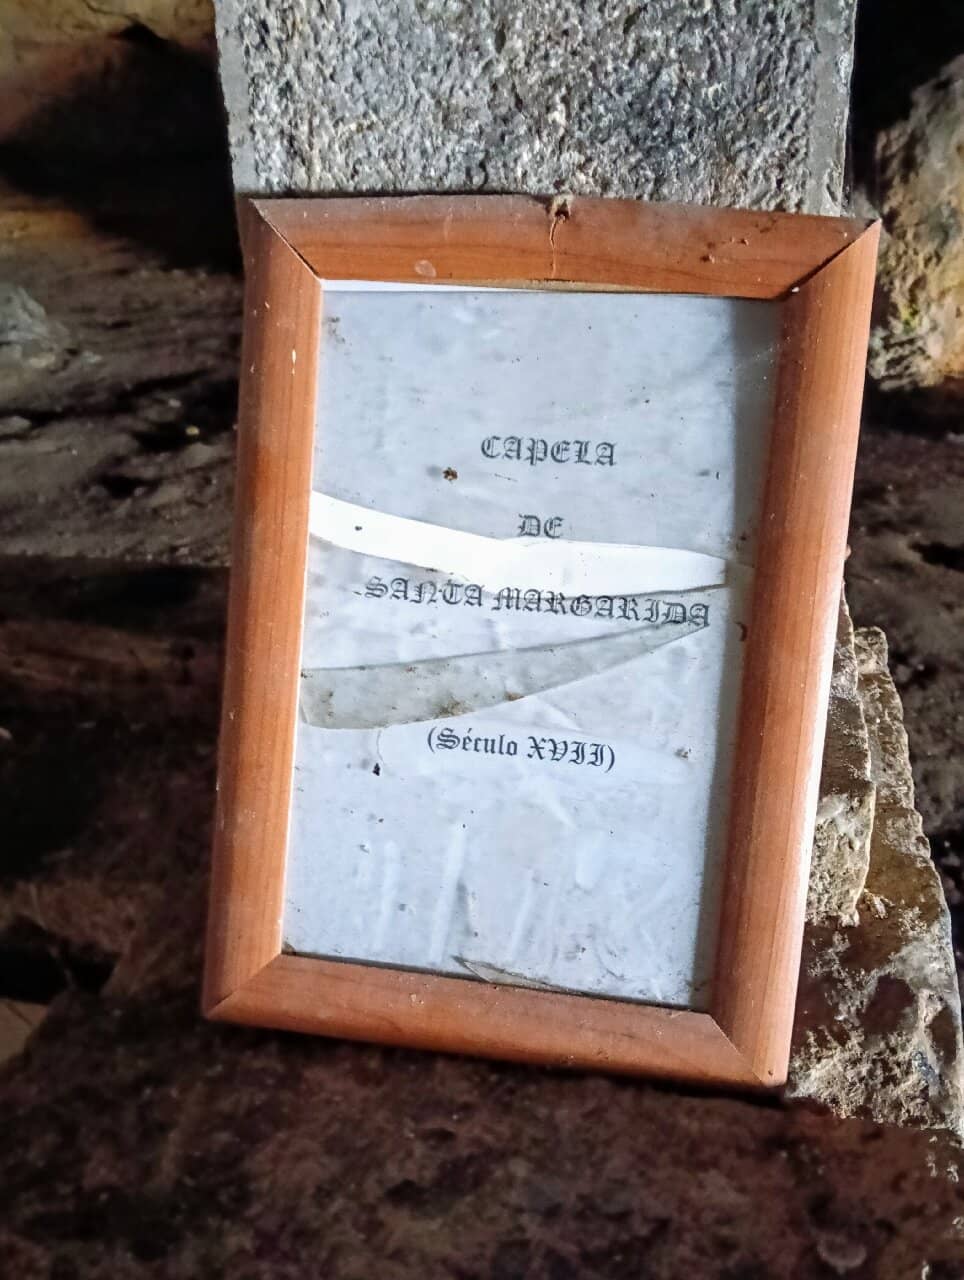 CAPELA
DE
SANTA MARGARIDA
(Século XVII)